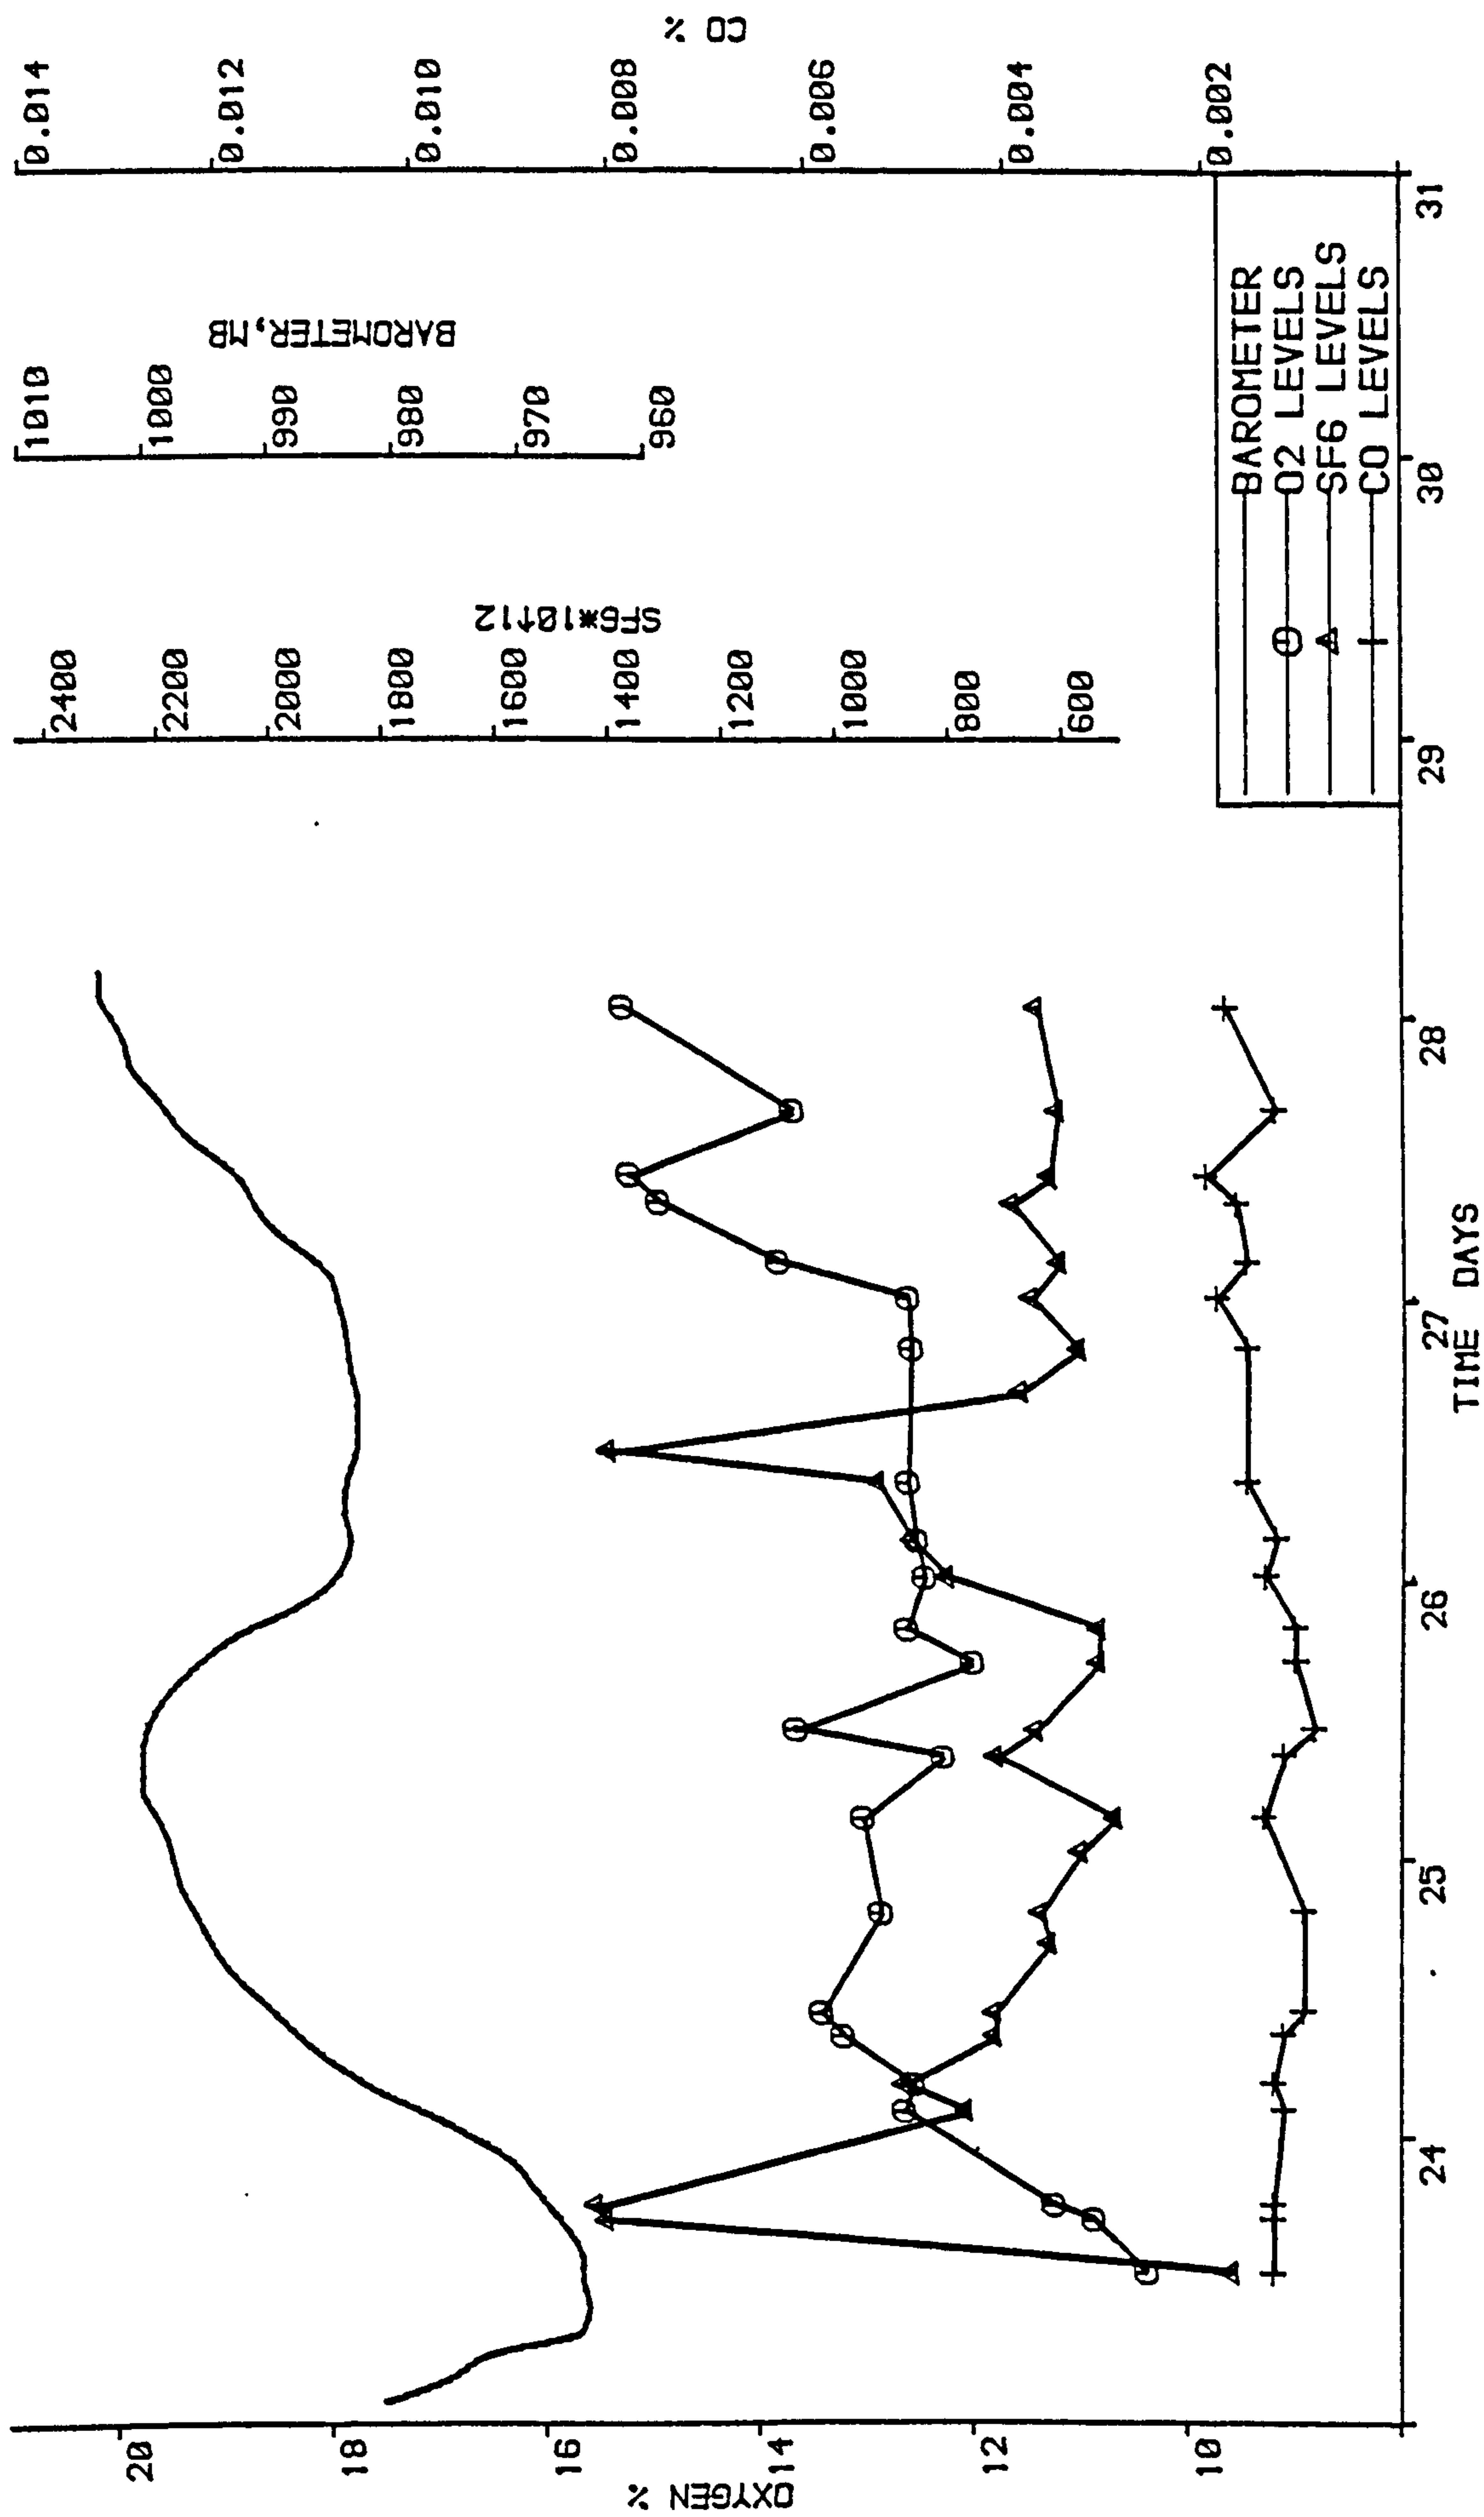 OXYGEN %
20
18
16
14
12
10
SF6*10↑12
2400
2200
2000
1800
1600
1400
1200
1000
800
600
BAROMETER,MB
1010
1000
990
980
970
960
CO %
0.014
0.012
0.010
0.008
0.006
0.004
0.002
BAROMETER
O2 LEVELS
SF6 LEVELS
CO LEVELS
24 25 26 27 28 29 30 31
TIME DAYS